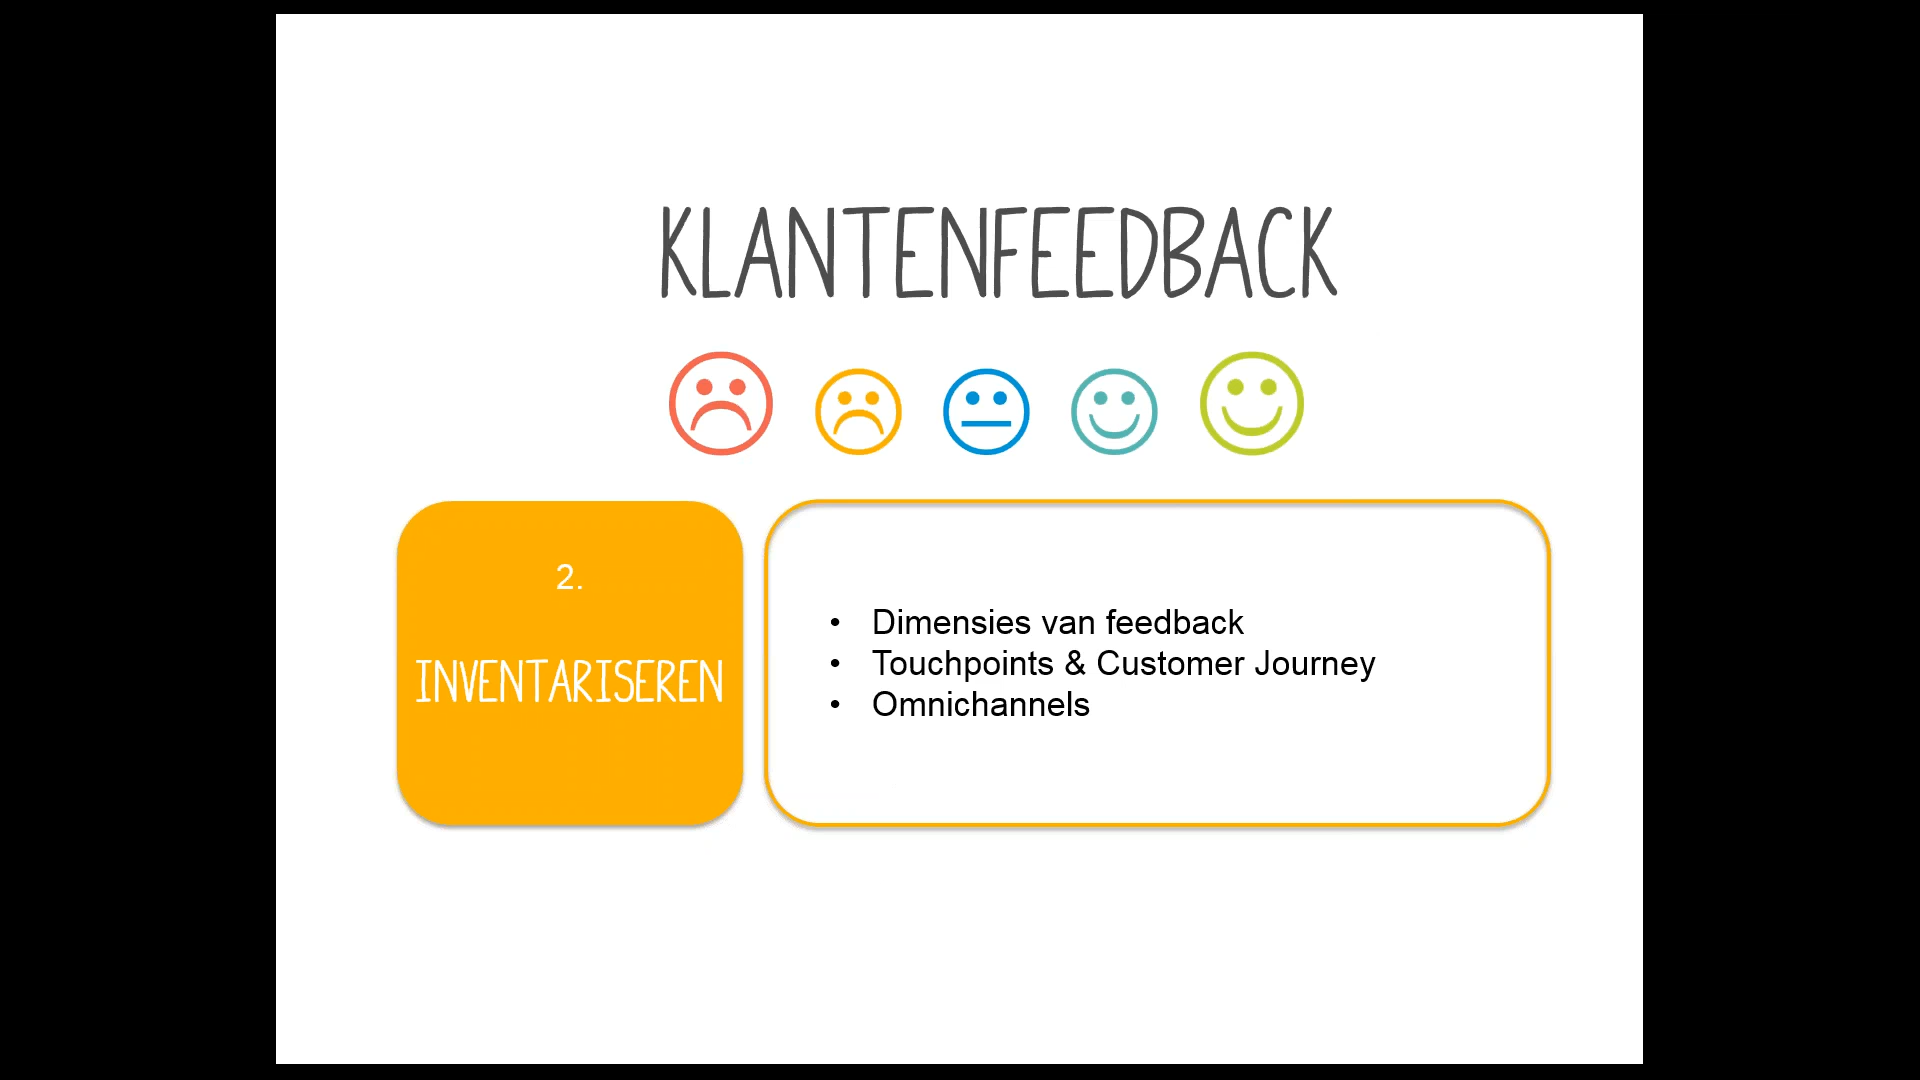 KLANTENFEEDBACK
2.
INVENTARISEREN
• Dimensies van feedback
• Touchpoints & Customer Journey
• Omnichannels